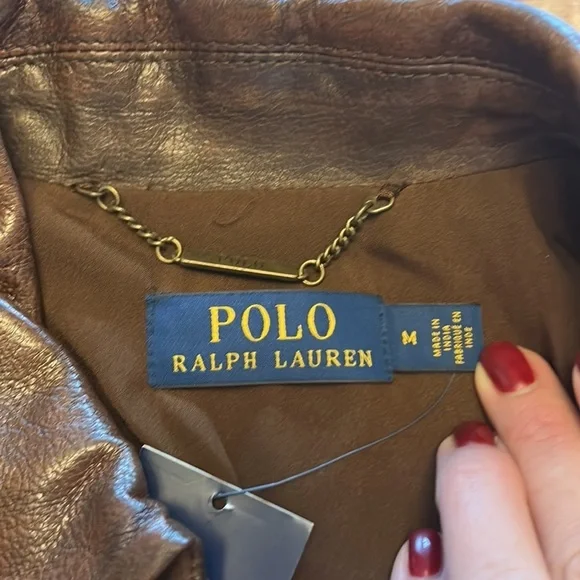 POLO
RALPH LAUREN
M
MADE IN
INDIA
FABRIQUÉ EN
INDE